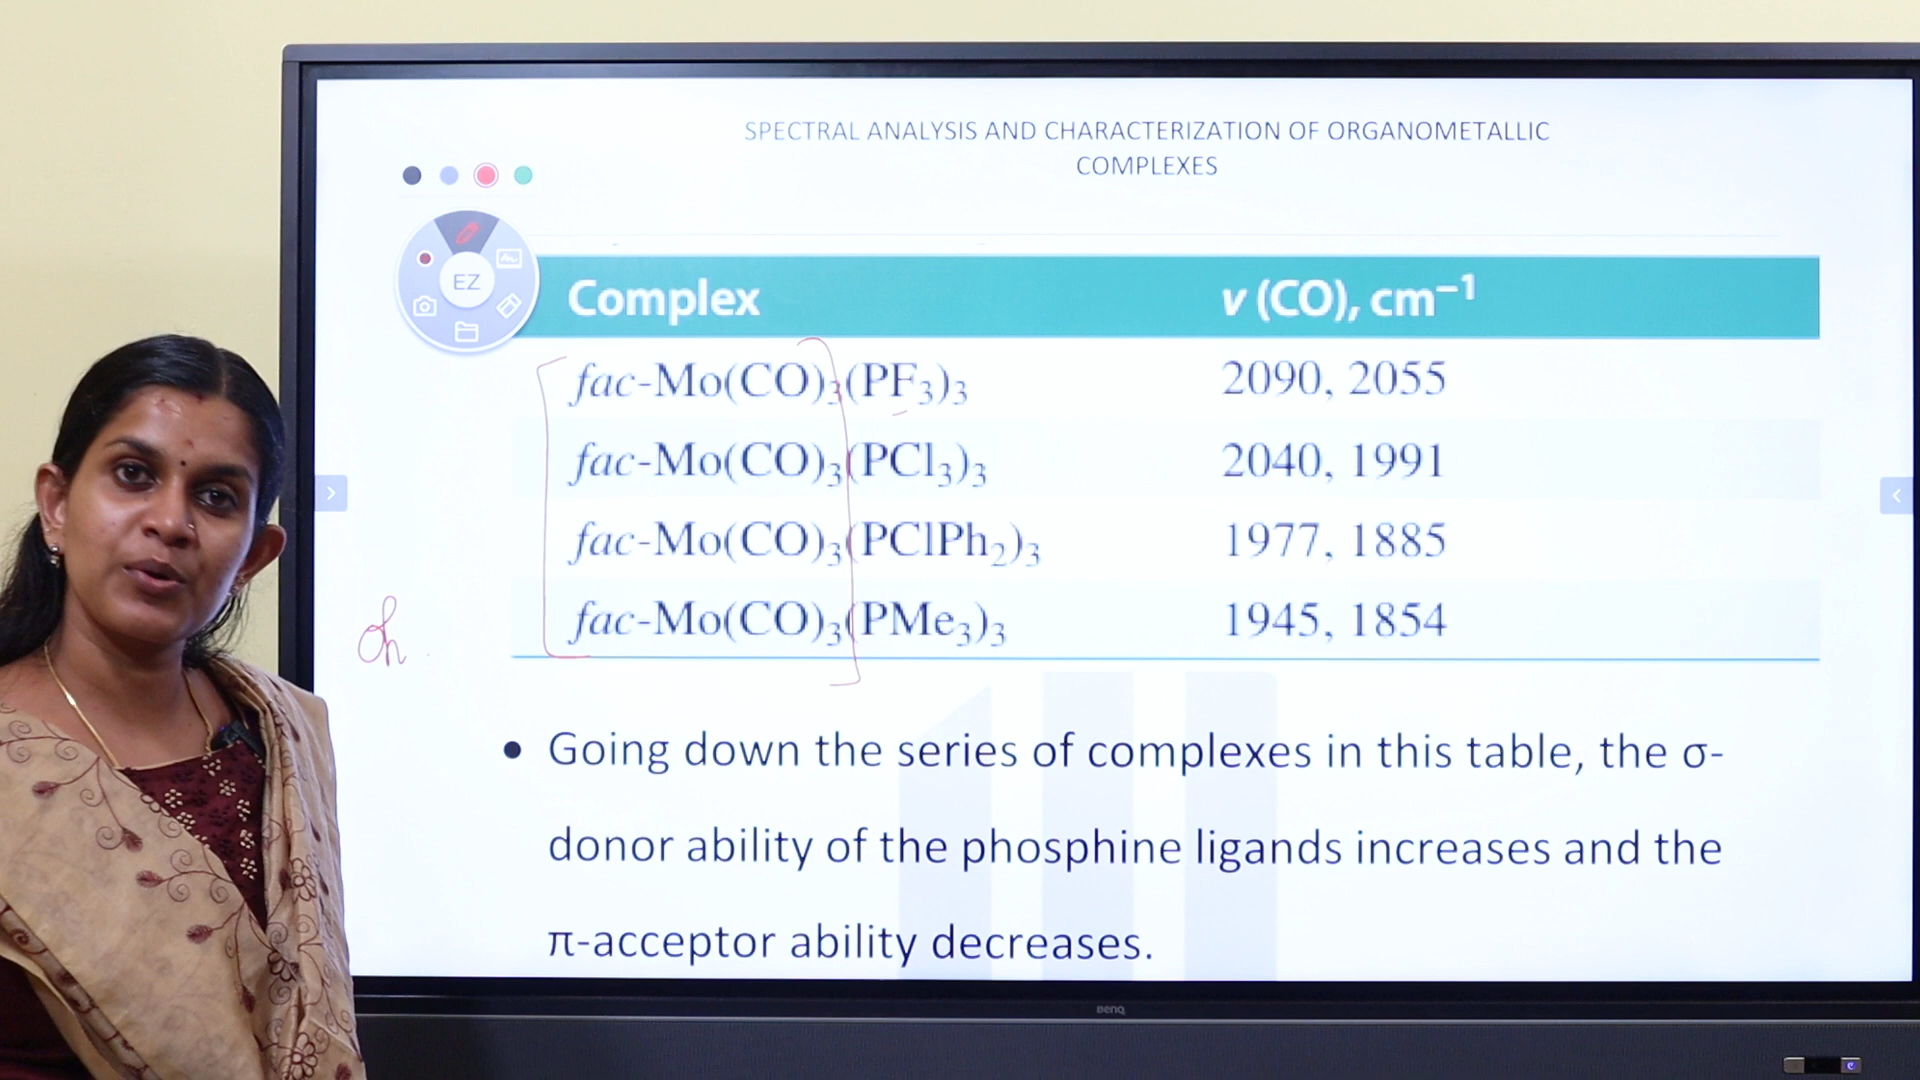 SPECTRAL ANALYSIS AND CHARACTERIZATION OF ORGANOMETALLIC
COMPLEXES
EZ
Complex ν (CO), cm⁻¹
fac-Mo(CO)₃(PF₃)₃ 2090, 2055
fac-Mo(CO)₃(PCl₃)₃ 2040, 1991
fac-Mo(CO)₃(PClPh₂)₃ 1977, 1885
fac-Mo(CO)₃(PMe₃)₃ 1945, 1854
Oh
• Going down the series of complexes in this table, the σ-
donor ability of the phosphine ligands increases and the
π-acceptor ability decreases.
BenQ